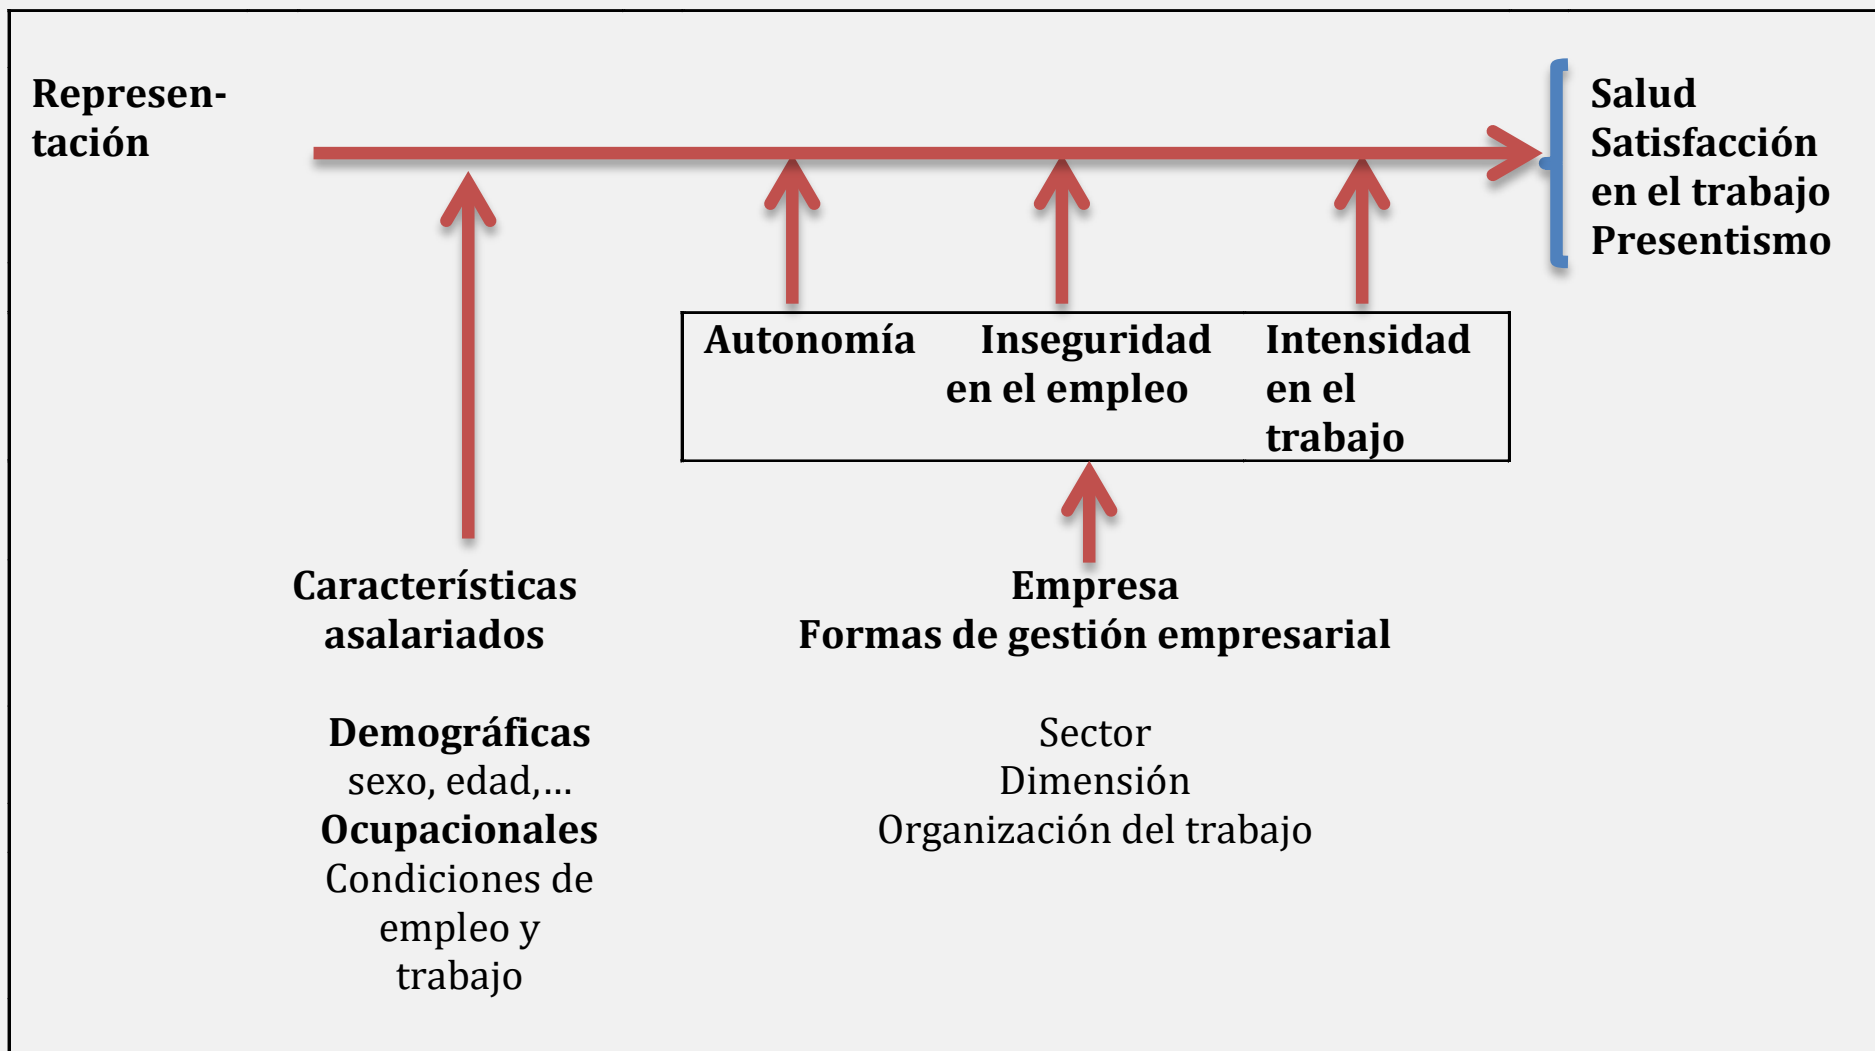 Represen-
tación
Salud
Satisfacción
en el trabajo
Presentismo
Autonomía Inseguridad
en el empleo
Intensidad
en el
trabajo
Característicticas
asalariados
Demográficas
sexo, edad,...
Ocupacionales
Condiciones de
empleo y
trabajo
Empresa
Formas de gestión empresarial
Sector
Dimensión
Organización del trabajo